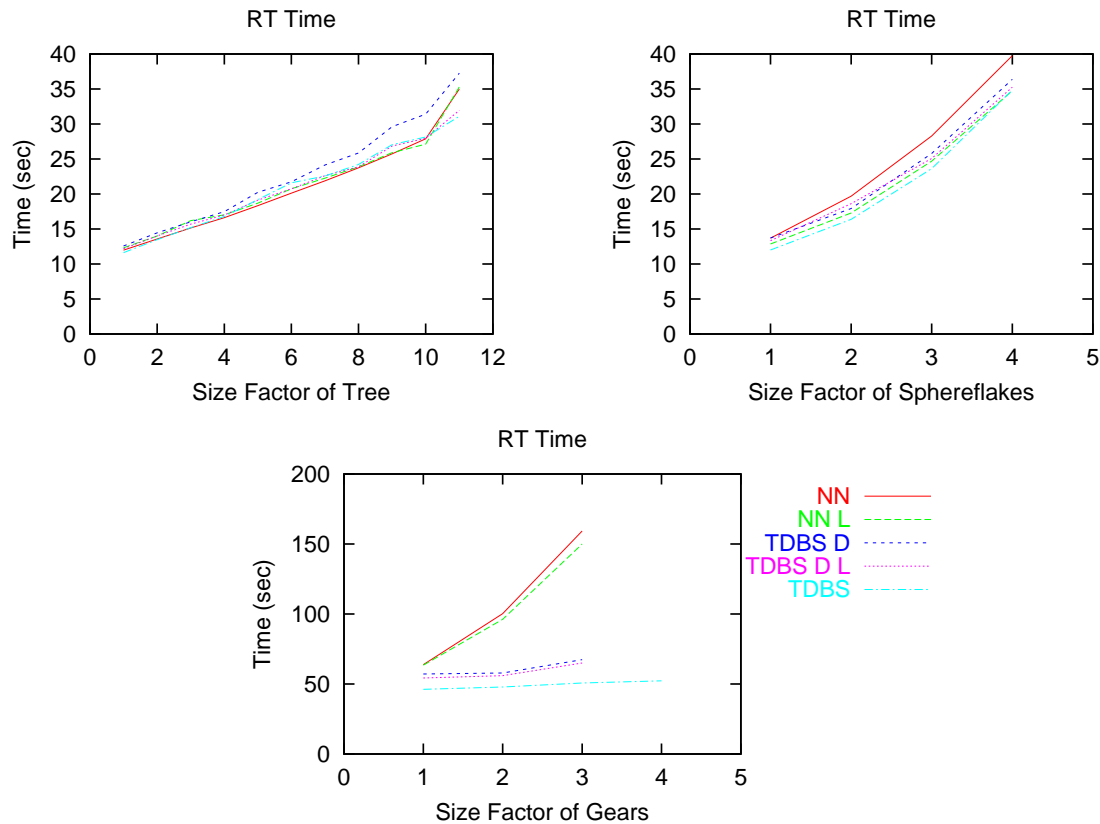 RT Time
40
35
30
25
20
15
10
5
0
Time (sec)
0 2 4 6 8 10 12
Size Factor of Tree
RT Time
40
35
30
25
20
15
10
5
0
Time (sec)
0 1 2 3 4 5
Size Factor of Sphereflakes
RT Time
200
150
100
50
0
Time (sec)
0 1 2 3 4 5
Size Factor of Gears
NN
NN L
TDBS D
TDBS D L
TDBS